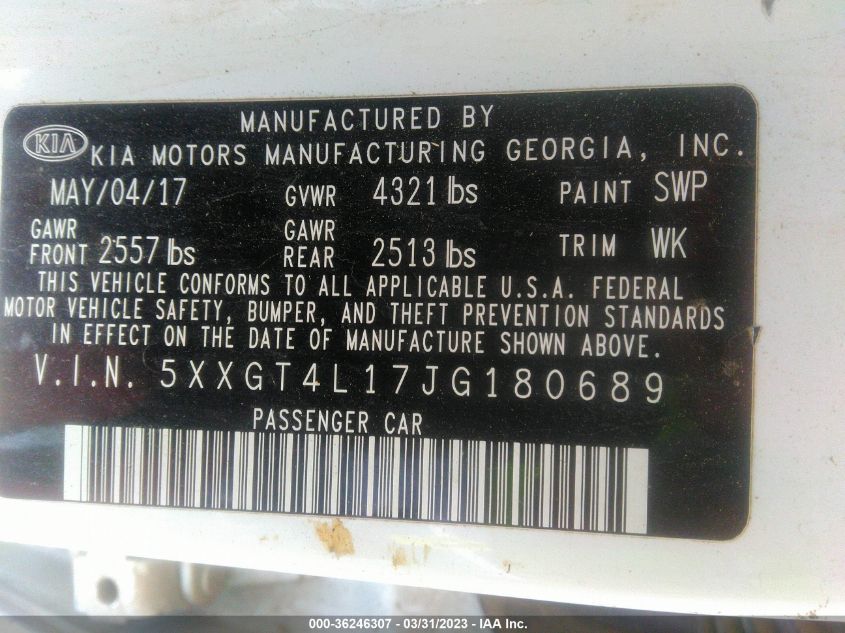 MANUFACTURED BY
KIA KIA MOTORS MANUFACTURING GEORGIA, INC.
MAY/04/17 GVWR 4321 lbs PAINT SWP
GAWR FRONT 2557 lbs GAWR REAR 2513 lbs TRIM WK
THIS VEHICLE CONFORMS TO ALL APPLICABLE U.S.A. FEDERAL
MOTOR VEHICLE SAFETY, BUMPER, AND THEFT PREVENTION STANDARDS
IN EFFECT ON THE DATE OF MANUFACTURE SHOWN ABOVE.
V.I.N. 5XXGT4L17JG180689
PASSENGER CAR
000-36246307 / 03/31/2023 - IAA Inc.